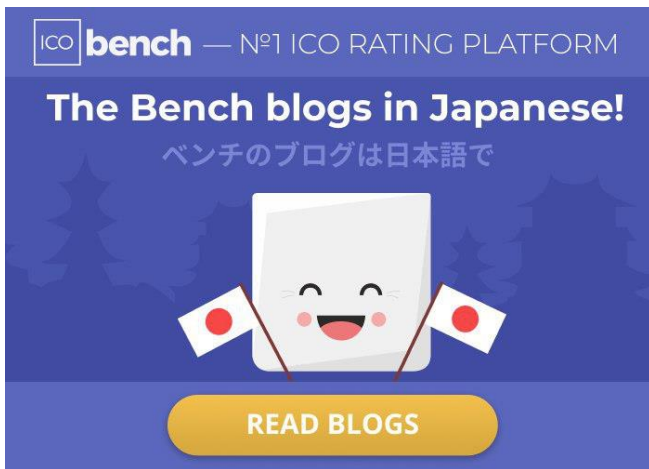 ICO bench — №1 ICO RATING PLATFORM
The Bench blogs in Japanese!
ベンチのブログは日本語で
READ BLOGS